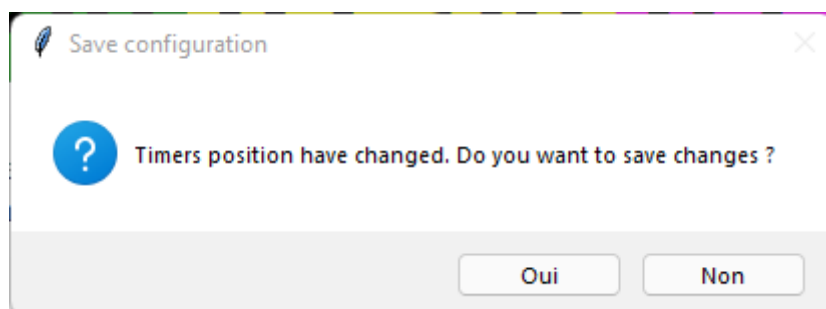 Save configuration
Timers position have changed. Do you want to save changes ?
Oui
Non